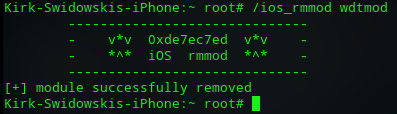 Kirk-Swidowskis-iPhone:~ root# /ios_rmmod wdtmod
------------------------------
- v*v 0xde7ec7ed v*v -
- *^* iOS rmmod *^* -
------------------------------
[+] module successfully removed
Kirk-Swidowskis-iPhone:~ root#